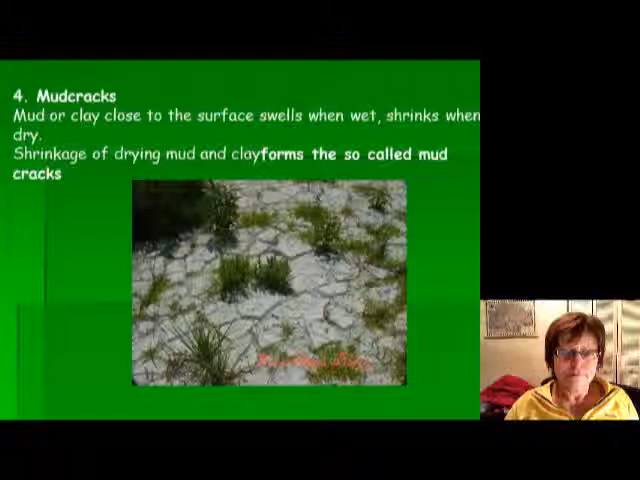 4. Mudcracks
Mud or clay close to the surface swells when wet, shrinks when
dry.
Shrinkage of drying mud and clayforms the so called mud
cracks